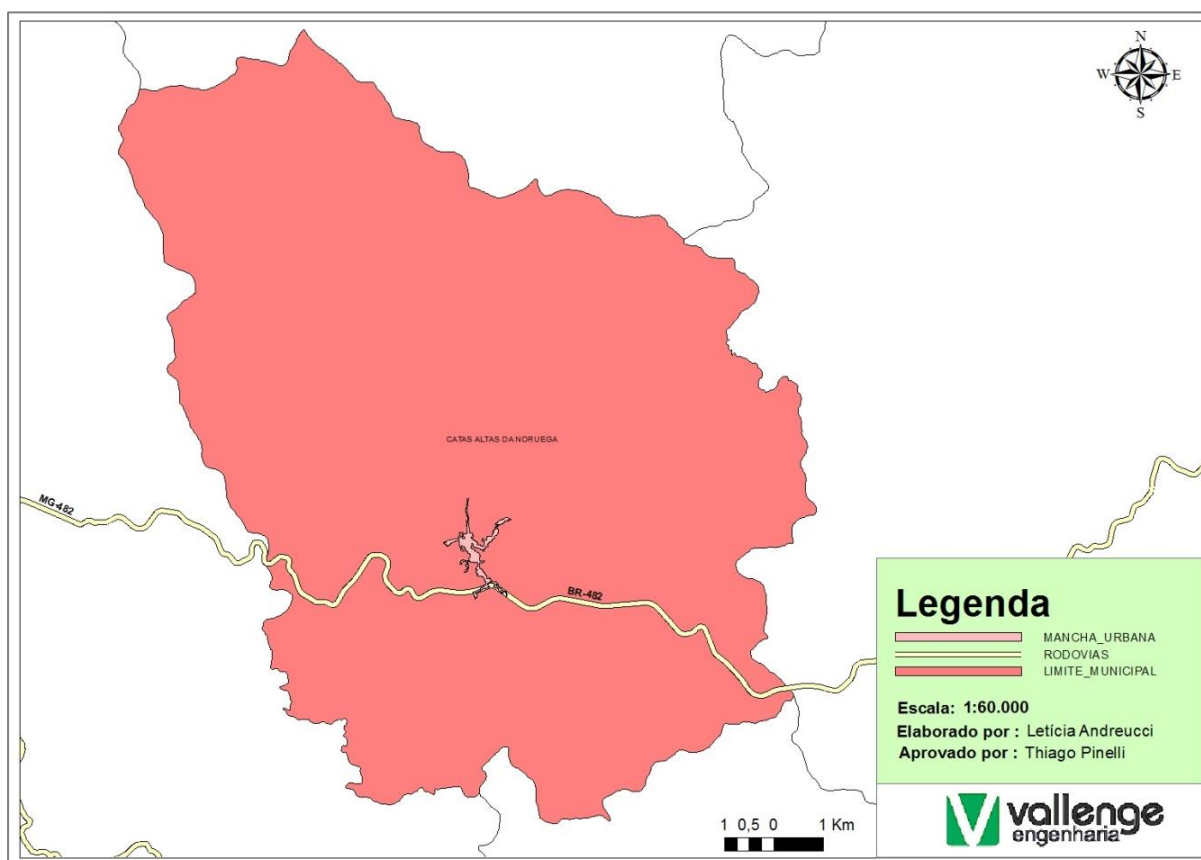 N
W E
S
CATAS ALTAS DA NORUEGA
MG-482
BR-482
Legenda
MANCHA_URBANA
RODOVIAS
LIMITE_MUNICIPAL
Escala: 1:60.000
Elaborado por : Letícia Andreucci
Aprovado por : Thiago Pinelli
1 0,5 0 1 Km
vallenge
engenharia